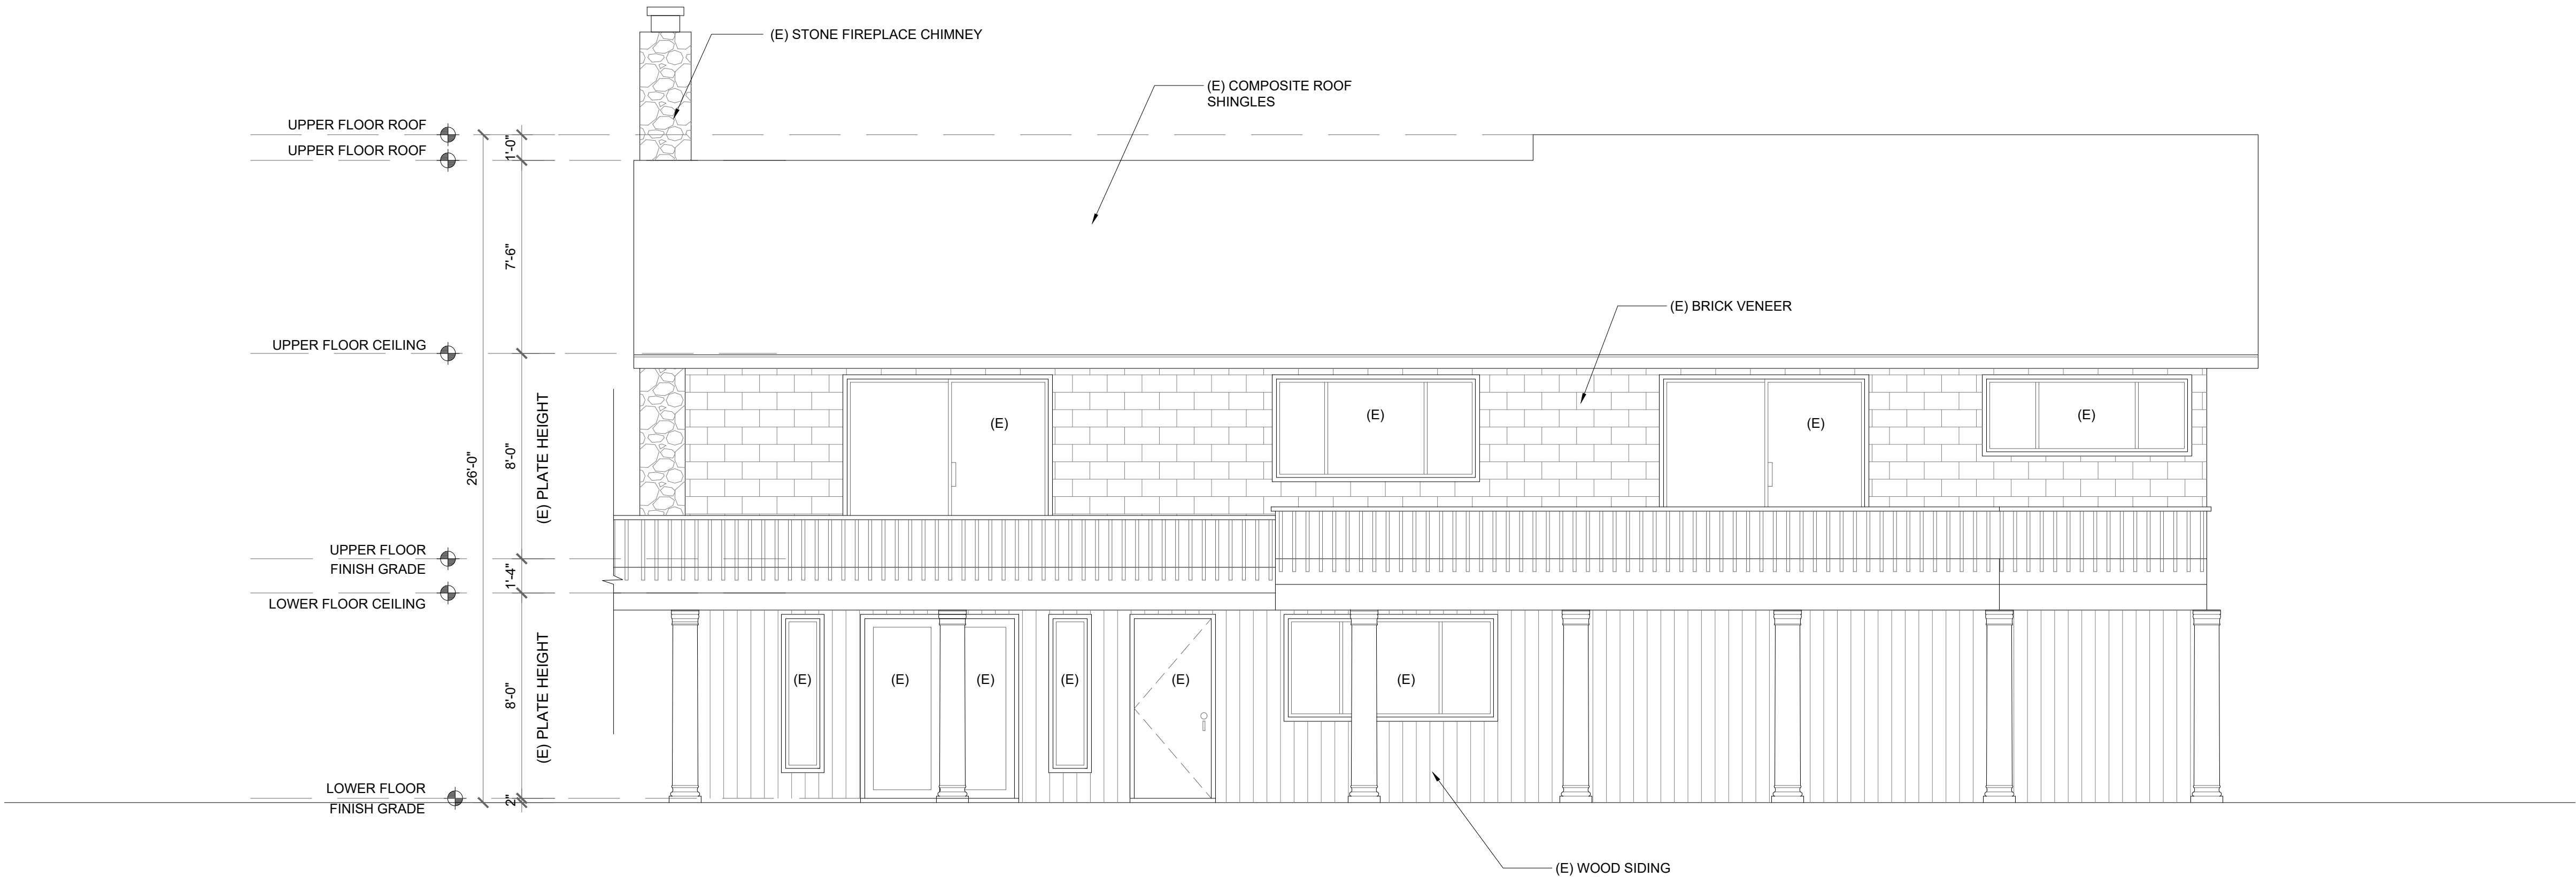 (E) STONE FIREPLACE CHIMNEY
(E) COMPOSITE ROOF
SHINGLES
UPPER FLOOR ROOF
1'-0"
UPPER FLOOR ROOF
7'-6"
(E) BRICK VENEER
UPPER FLOOR CEILING
26'-0"
8'-0"
(E) PLATE HEIGHT
(E)
(E)
(E)
(E)
UPPER FLOOR
FINISH GRADE
1'-4"
LOWER FLOOR CEILING
8'-0"
(E) PLATE HEIGHT
(E)
(E)
(E)
(E)
(E)
(E)
LOWER FLOOR
2"
FINISH GRADE
(E) WOOD SIDING